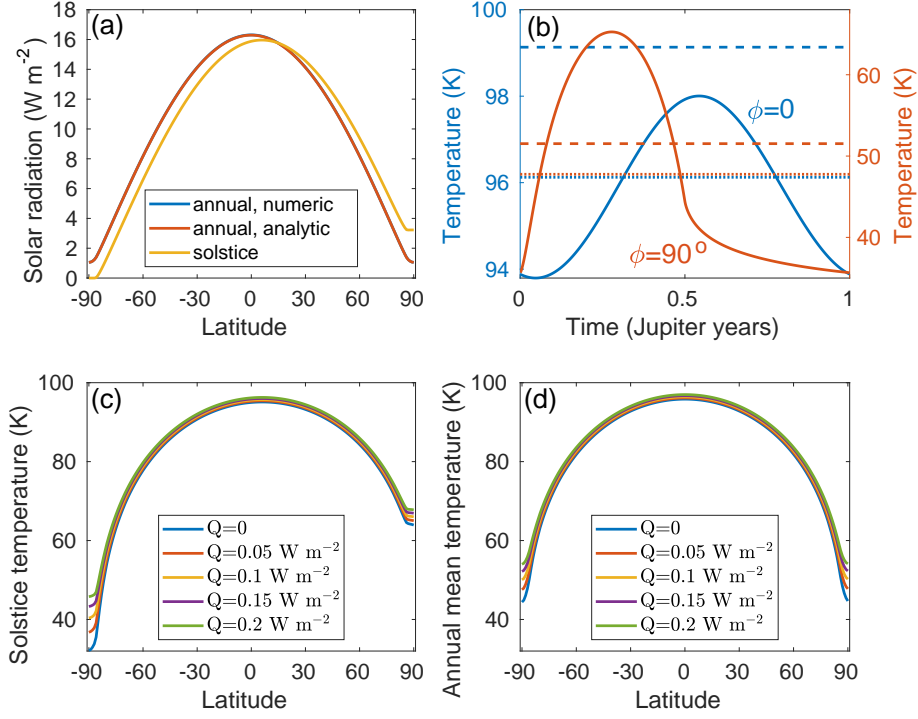 (a)
Solar radiation (W m⁻²)
18
16
14
12
10
8
6
4
2
0
annual, numeric
annual, analytic
solstice
-90 -60 -30 0 30 60 90
Latitude
(b)
Temperature (K)
100
98
96
94
ϕ=0
ϕ=90°
60
50
40
Temperature (K)
0 0.5 1
Time (Jupiter years)
(c)
Solstice temperature (K)
100
80
60
40
Q=0
Q=0.05 W m⁻²
Q=0.1 W m⁻²
Q=0.15 W m⁻²
Q=0.2 W m⁻²
-90 -60 -30 0 30 60 90
Latitude
(d)
Annual mean temperature (K)
100
80
60
40
Q=0
Q=0.05 W m⁻²
Q=0.1 W m⁻²
Q=0.15 W m⁻²
Q=0.2 W m⁻²
-90 -60 -30 0 30 60 90
Latitude